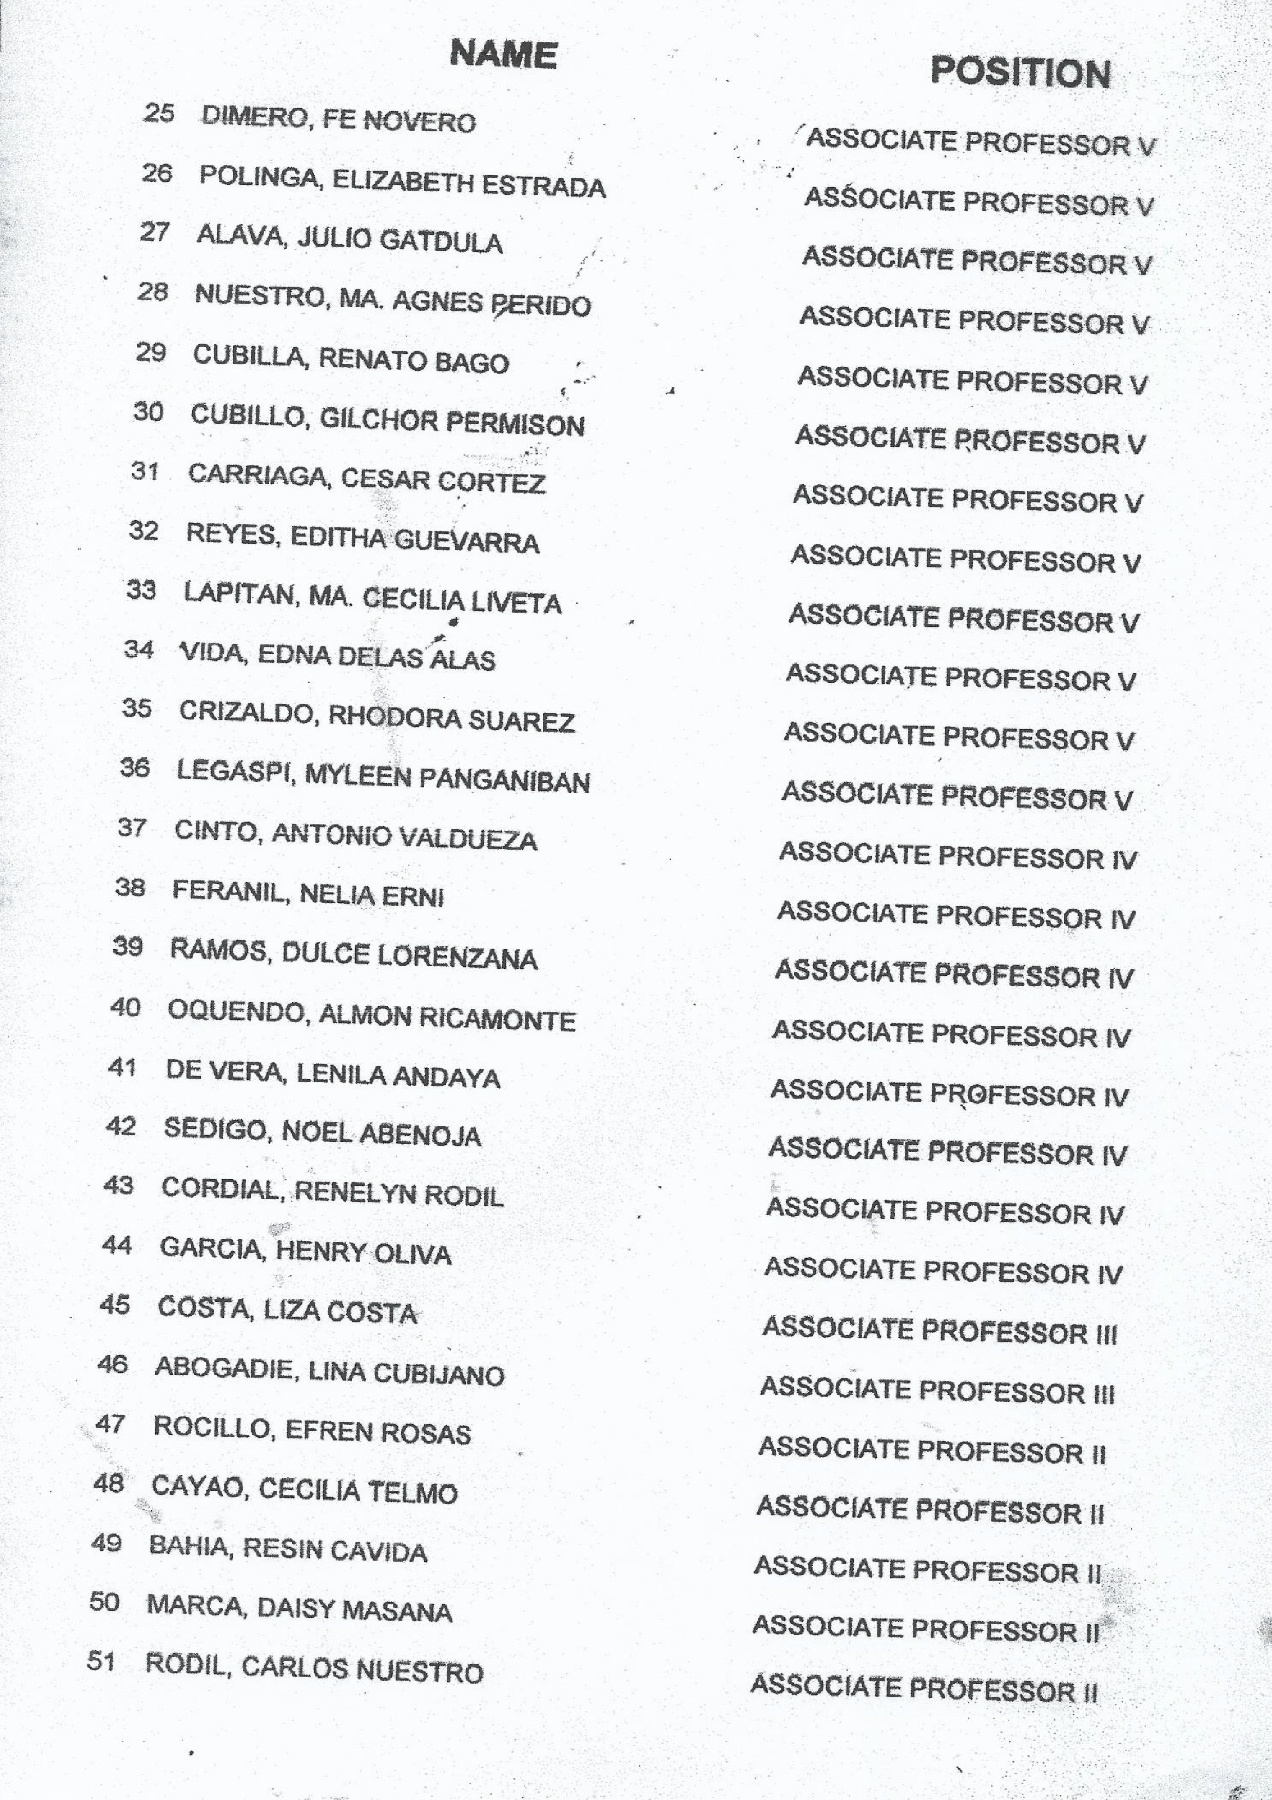 NAME POSITION
25 DIMERO, FE NOVERO ASSOCIATE PROFESSOR V
26 POLINGA, ELIZABETH ESTRADA ASSOCIATE PROFESSOR V
27 ALAVA, JULIO GATDULA ASSOCIATE PROFESSOR V
28 NUESTRO, MA. AGNES PERIDO ASSOCIATE PROFESSOR V
29 CUBILLA, RENATO BAGO ASSOCIATE PROFESSOR V
30 CUBILLO, GILCHOR PERMISON ASSOCIATE PROFESSOR V
31 CARRIAGA, CESAR CORTEZ ASSOCIATE PROFESSOR V
32 REYES, EDITHA GUEVARRA ASSOCIATE PROFESSOR V
33 LAPITAN, MA. CECILIA LIVETA ASSOCIATE PROFESSOR V
34 VIDA, EDNA DELAS ALAS ASSOCIATE PROFESSOR V
35 CRIZALDO, RHODORA SUAREZ ASSOCIATE PROFESSOR V
36 LEGASPI, MYLEEN PANGANIBAN ASSOCIATE PROFESSOR V
37 CINTO, ANTONIO VALDUEZA ASSOCIATE PROFESSOR IV
38 FERANIL, NELIA ERNI ASSOCIATE PROFESSOR IV
39 RAMOS, DULCE LORENZANA ASSOCIATE PROFESSOR IV
40 OQUENDO, ALMON RICAMONTE ASSOCIATE PROFESSOR IV
41 DE VERA, LENILA ANDAYA ASSOCIATE PROFESSOR IV
42 SEDIGO, NOEL ABENOJA ASSOCIATE PROFESSOR IV
43 CORDIAL, RENELYN RODIL ASSOCIATE PROFESSOR IV
44 GARCIA, HENRY OLIVA ASSOCIATE PROFESSOR IV
45 COSTA, LIZA COSTA ASSOCIATE PROFESSOR III
46 ABOGADIE, LINA CUBIJANO ASSOCIATE PROFESSOR III
47 ROCILLO, EFREN ROSAS ASSOCIATE PROFESSOR II
48 CAYAO, CECILIA TELMO ASSOCIATE PROFESSOR II
49 BAHIA, RESIN CAVIDA ASSOCIATE PROFESSOR II
50 MARCA, DAISY MASANA ASSOCIATE PROFESSOR II
51 RODIL, CARLOS NUESTRO ASSOCIATE PROFESSOR II